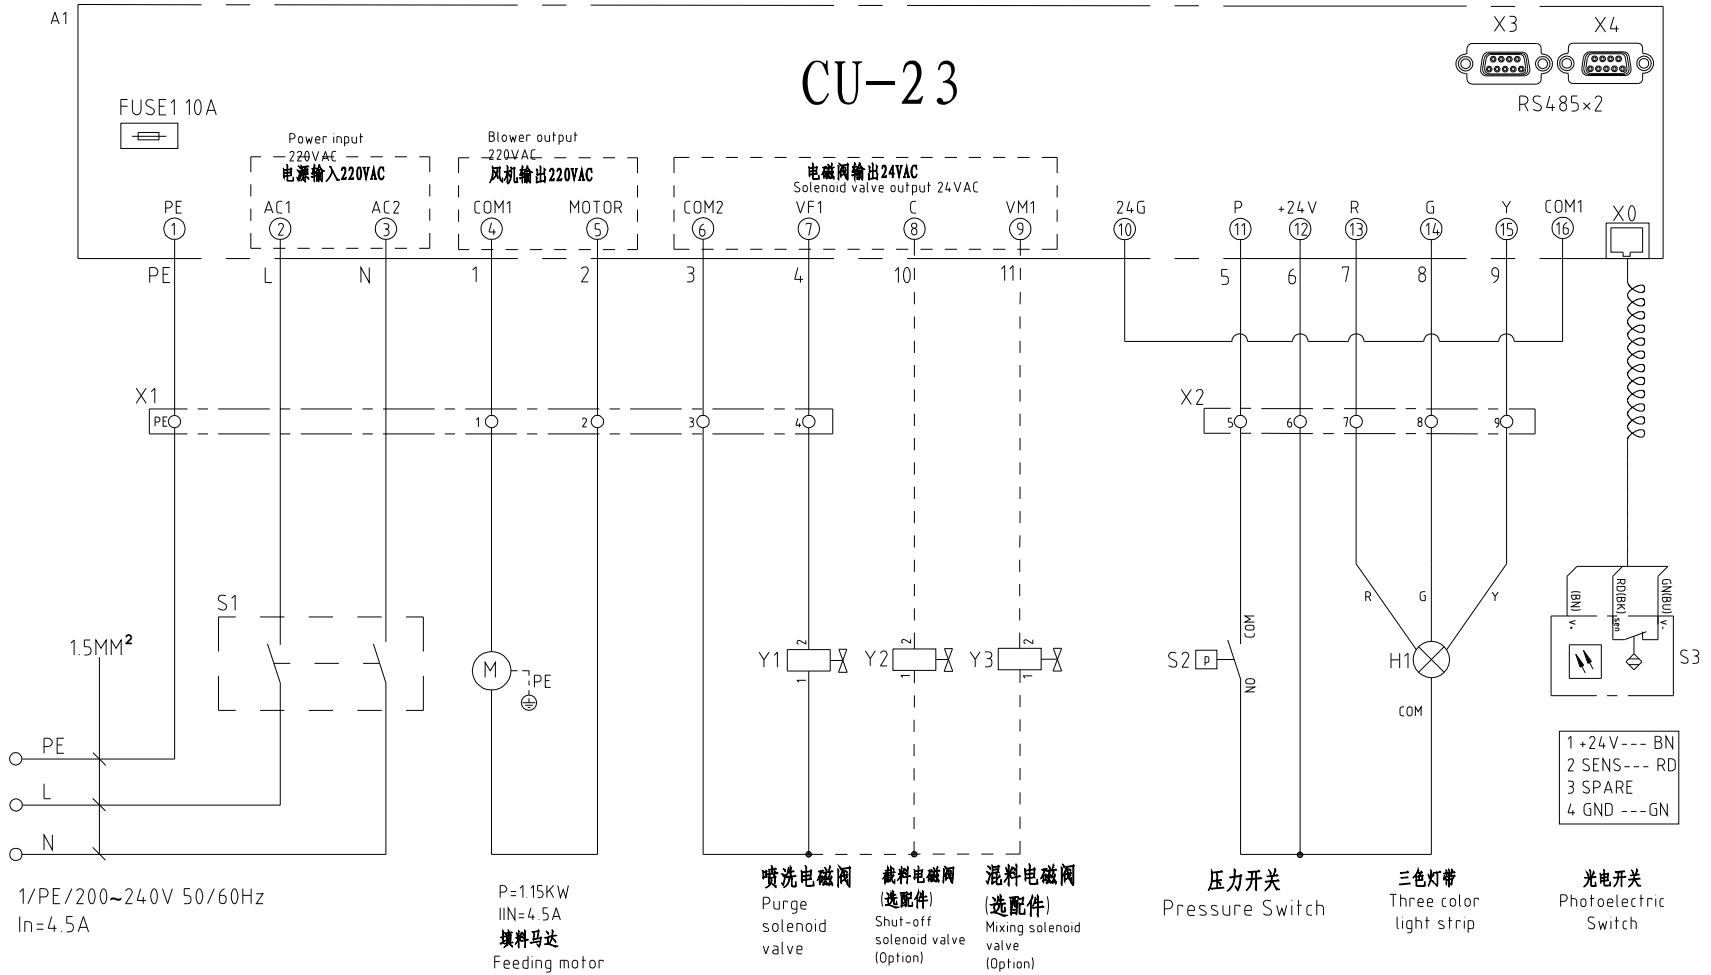 A1
X3 X4
CU-23
FUSE1 10A
RS485×2
Power input
220VAC
电源输入220VAC
Blower output
220VAC
风机输出220VAC
电磁阀输出24VAC
Solenoid valve output 24VAC
PE AC1 AC2 COM1 MOTOR COM2 VF1 C VM1 24G P +24V R G Y COM1 X0
1 2 3 4 5 6 7 8 9 10 11 12 13 14 15 16
PE L N 1 2 3 4 10 11 5 6 7 8 9
X1 X2
PE 1 2 3 4 5 6 7 8 9
S1
1.5MM²
R G Y
(BN) RD(BK) GN(BU)
V+ sen V-
COM
2 2 2
Y1 Y2 Y3
1 1 1
M
PE
S2 P
NO
H1
COM
S3
PE
L
N
1 +24V--- BN
2 SENS--- RD
3 SPARE
4 GND ---GN
1/PE/200~240V 50/60Hz
In=4.5A
P=1.15KW
IIN=4.5A
填料马达
Feeding motor
喷洗电磁阀
Purge
solenoid
valve
截料电磁阀
(选配件)
Shut-off
solenoid valve
(Option)
混料电磁阀
(选配件)
Mixing solenoid
valve
(Option)
压力开关
Pressure Switch
三色灯带
Three color
light strip
光电开关
Photoelectric
Switch